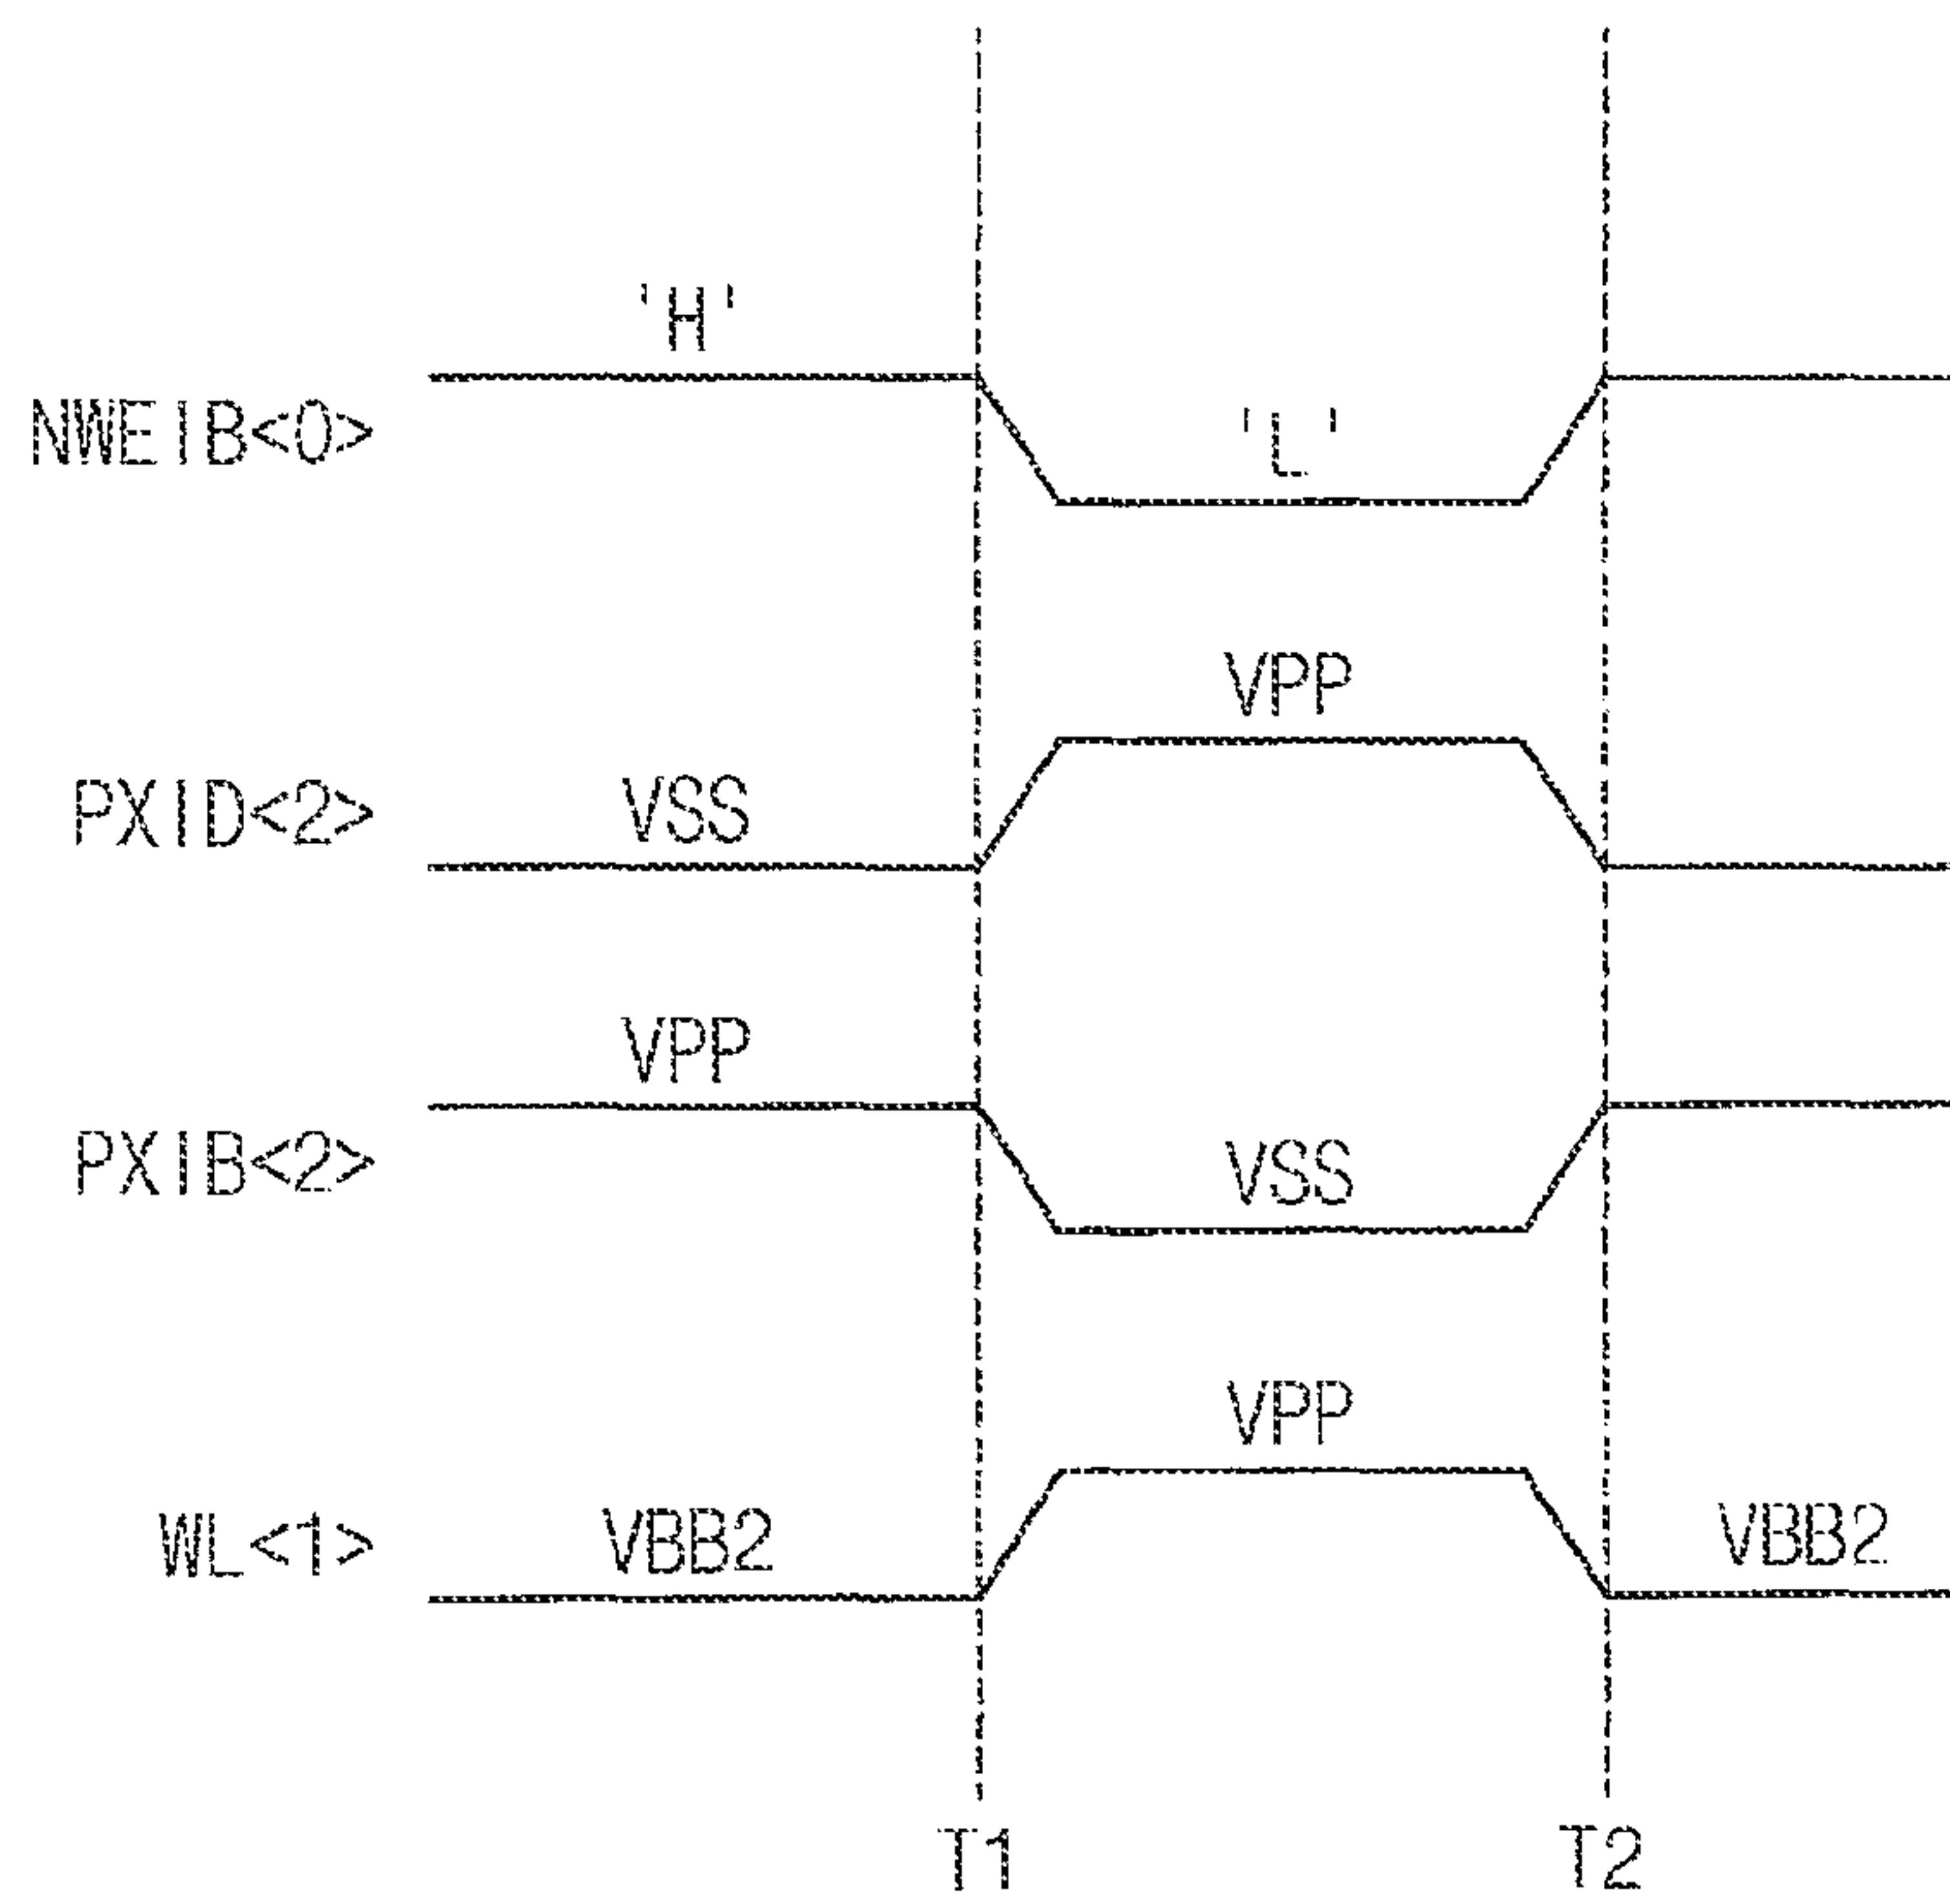 'H'
NWEIB<0>
'L'
VPP
PXID<2> VSS
VPP
PXIB<2> VSS
VPP
WL<1> VBB2 VBB2
T1 T2